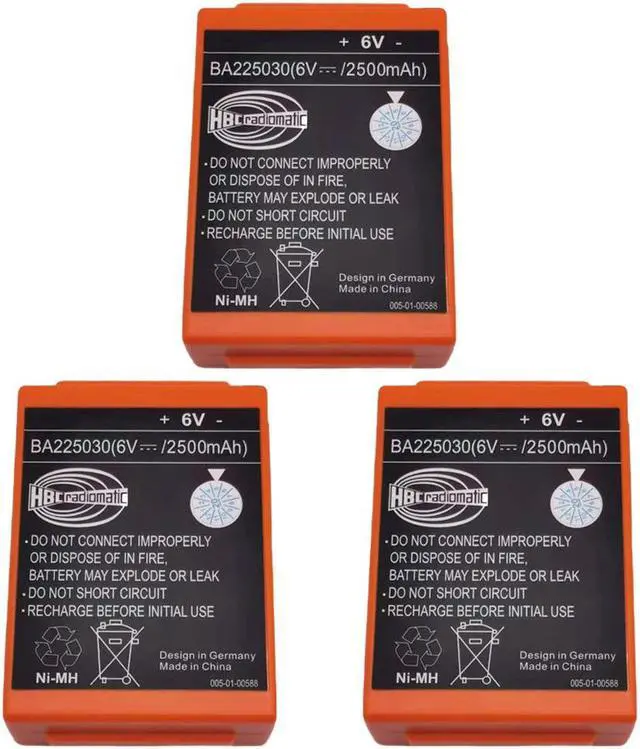 + 6V -
BA225030(6V⎓/2500mAh)
HBC radiomatic
·DO NOT CONNECT IMPROPERLY
OR DISPOSE OF IN FIRE,
BATTERY MAY EXPLODE OR LEAK
·DO NOT SHORT CIRCUIT
·RECHARGE BEFORE INITIAL USE
Ni-MH
Design in Germany
Made in China
005-01-00588
+ 6V -
BA225030(6V⎓/2500mAh)
HBC radiomatic
·DO NOT CONNECT IMPROPERLY
OR DISPOSE OF IN FIRE,
BATTERY MAY EXPLODE OR LEAK
·DO NOT SHORT CIRCUIT
·RECHARGE BEFORE INITIAL USE
Ni-MH
Design in Germany
Made in China
005-01-00588
+ 6V -
BA225030(6V⎓/2500mAh)
HBC radiomatic
·DO NOT CONNECT IMPROPERLY
OR DISPOSE OF IN FIRE,
BATTERY MAY EXPLODE OR LEAK
·DO NOT SHORT CIRCUIT
·RECHARGE BEFORE INITIAL USE
Ni-MH
Design in Germany
Made in China
005-01-00588